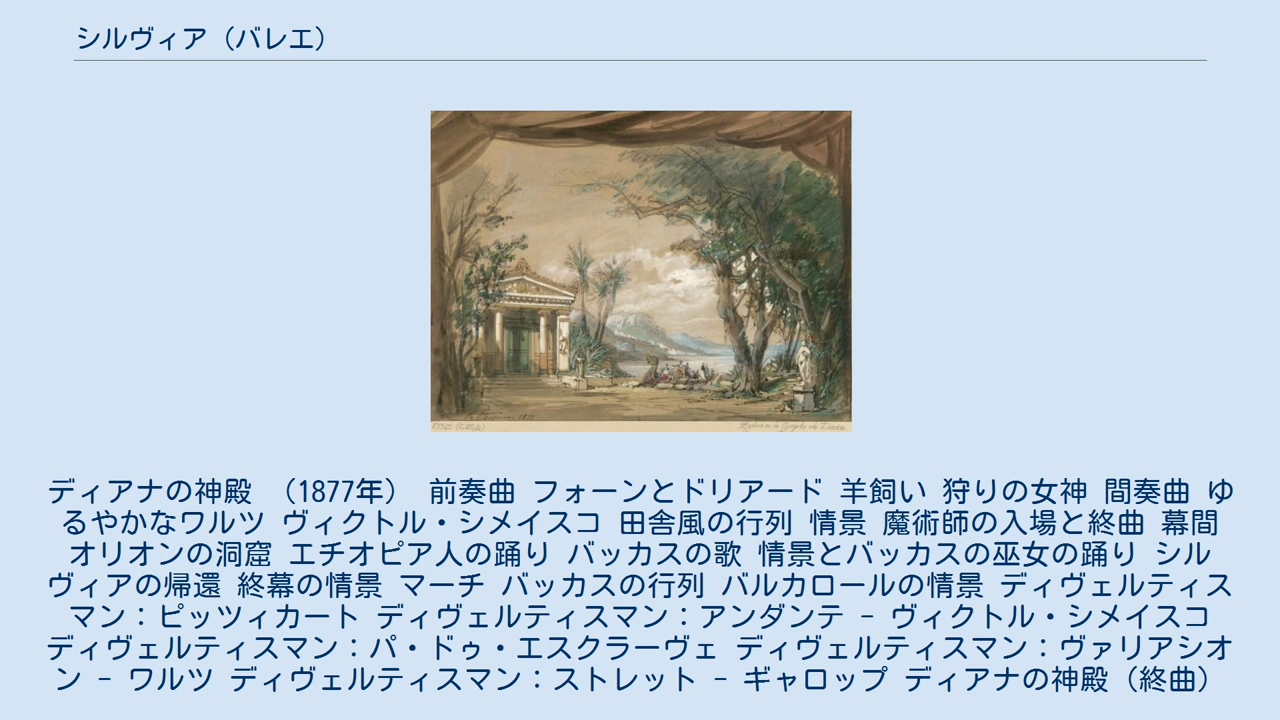 シルヴィア（バレエ）
ディアナの神殿 （1877年） 前奏曲 フォーンとドリアード 羊飼い 狩りの女神 間奏曲 ゆ
るやかなワルツ ヴィクトル・シメイスコ 田舎風の行列 情景 魔術師の入場と終曲 幕間
オリオンの洞窟 エチオピア人の踊り バッカスの歌 情景とバッカスの巫女の踊り シル
ヴィアの帰還 終幕の情景 マーチ バッカスの行列 バルカロールの情景 ディヴェルティス
マン：ピッツィカート ディヴェルティスマン：アンダンテ – ヴィクトル・シメイスコ
ディヴェルティスマン：パ・ドゥ・エスクラーヴェ ディヴェルティスマン：ヴァリアシオ
ン – ワルツ ディヴェルティスマン：ストレット – ギャロップ ディアナの神殿（終曲）